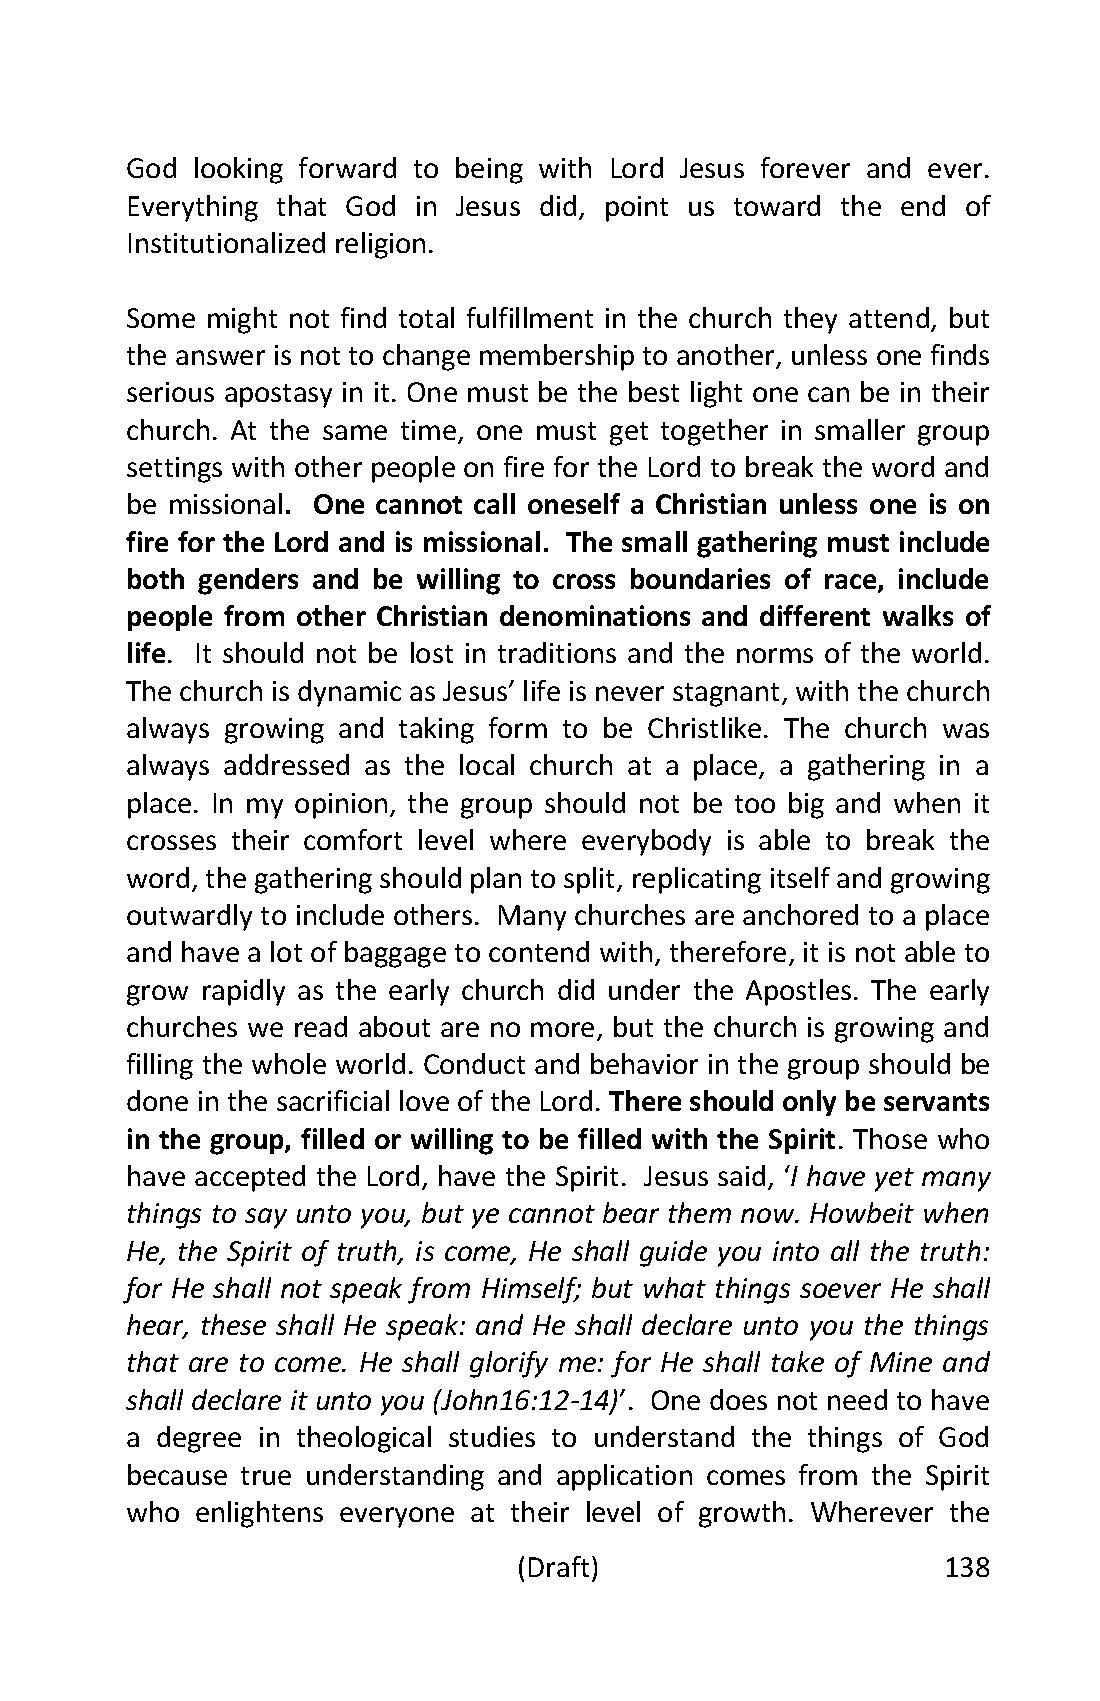 God looking forward to being with Lord Jesus forever and ever.
Everything that God in Jesus did, point us toward the end of
Institutionalized religion.
Some might not find total fulfillment in the church they attend, but
the answer is not to change membership to another, unless one finds
serious apostasy in it. One must be the best light one can be in their
church. At the same time, one must get together in smaller group
settings with other people on fire for the Lord to break the word and
be missional. One cannot call oneself a Christian unless one is on
fire for the Lord and is missional. The small gathering must include
both genders and be willing to cross boundaries of race, include
people from other Christian denominations and different walks of
life. It should not be lost in traditions and the norms of the world.
The church is dynamic as Jesus’ life is never stagnant, with the church
always growing and taking form to be Christlike. The church was
always addressed as the local church at a place, a gathering in a
place. In my opinion, the group should not be too big and when it
crosses their comfort level where everybody is able to break the
word, the gathering should plan to split, replicating itself and growing
outwardly to include others. Many churches are anchored to a place
and have a lot of baggage to contend with, therefore, it is not able to
grow rapidly as the early church did under the Apostles. The early
churches we read about are no more, but the church is growing and
filling the whole world. Conduct and behavior in the group should be
done in the sacrificial love of the Lord. There should only be servants
in the group, filled or willing to be filled with the Spirit. Those who
have accepted the Lord, have the Spirit. Jesus said, ‘I have yet many
things to say unto you, but ye cannot bear them now. Howbeit when
He, the Spirit of truth, is come, He shall guide you into all the truth:
for He shall not speak from Himself; but what things soever He shall
hear, these shall He speak: and He shall declare unto you the things
that are to come. He shall glorify me: for He shall take of Mine and
shall declare it unto you (John16:12-14)’. One does not need to have
a degree in theological studies to understand the things of God
because true understanding and application comes from the Spirit
who enlightens everyone at their level of growth. Wherever the
(Draft) 138